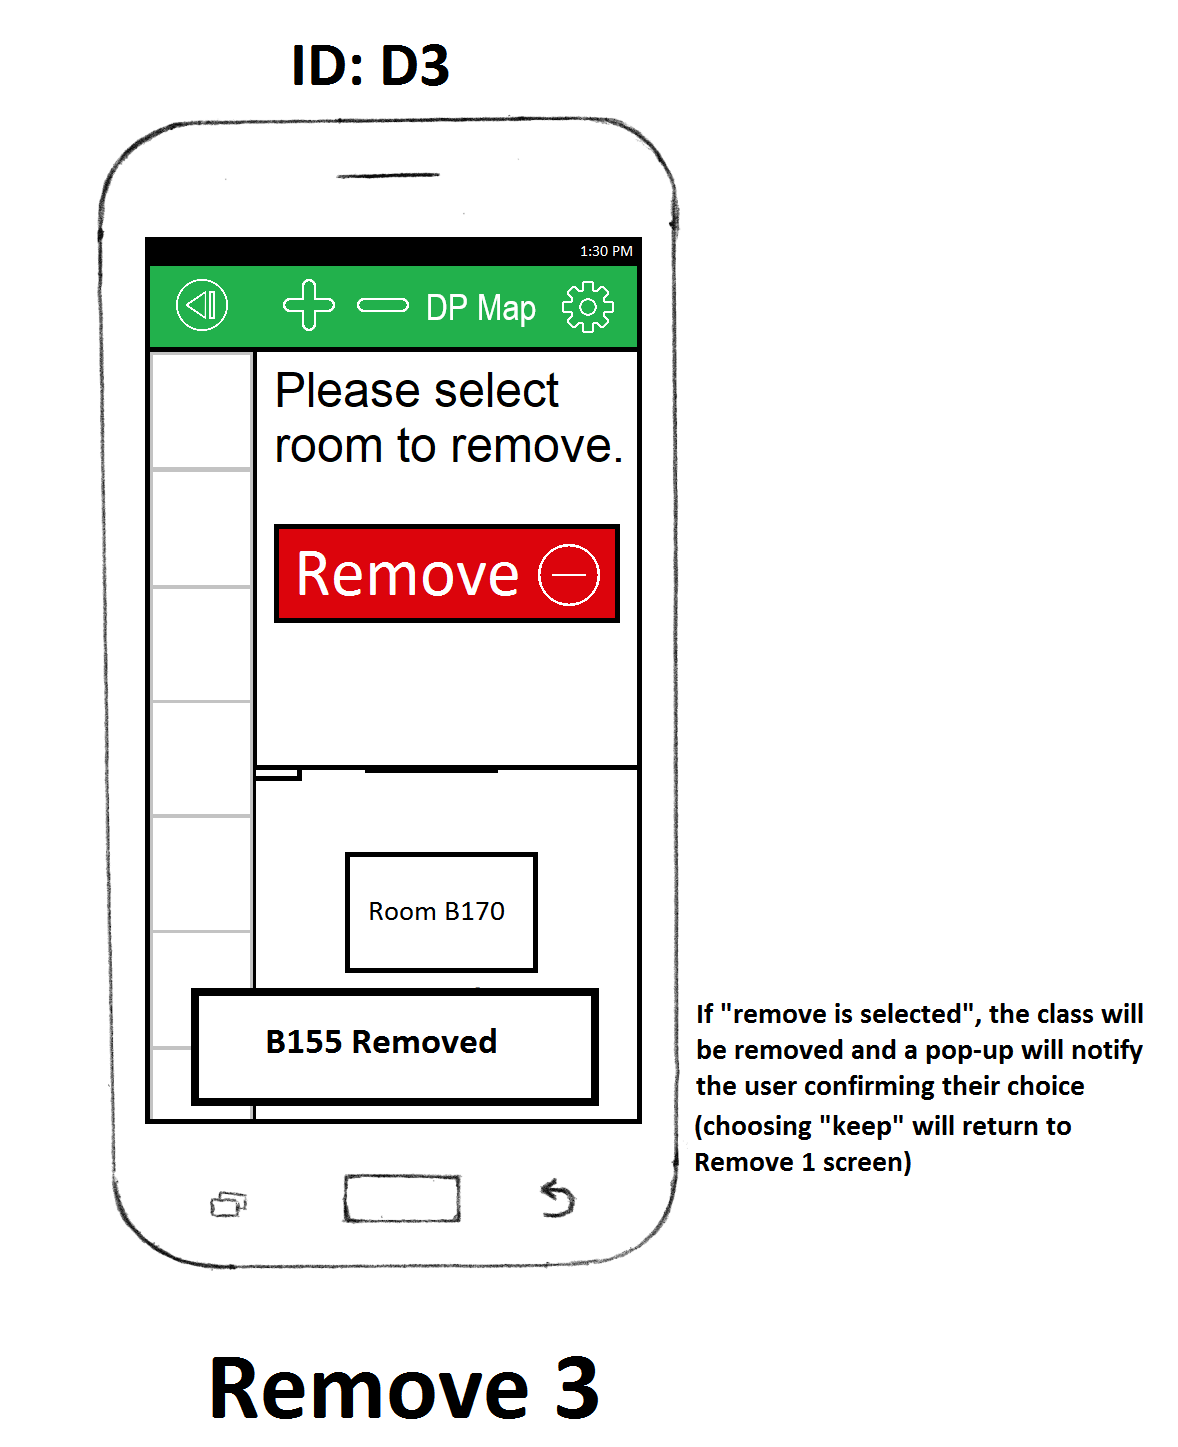 ID: D3
1:30 PM
DP Map
Please select
room to remove.
Remove
Room B170
B155 Removed
If "remove is selected", the class will
be removed and a pop-up will notify
the user confirming their choice
(choosing "keep" will return to
Remove 1 screen)
Remove 3